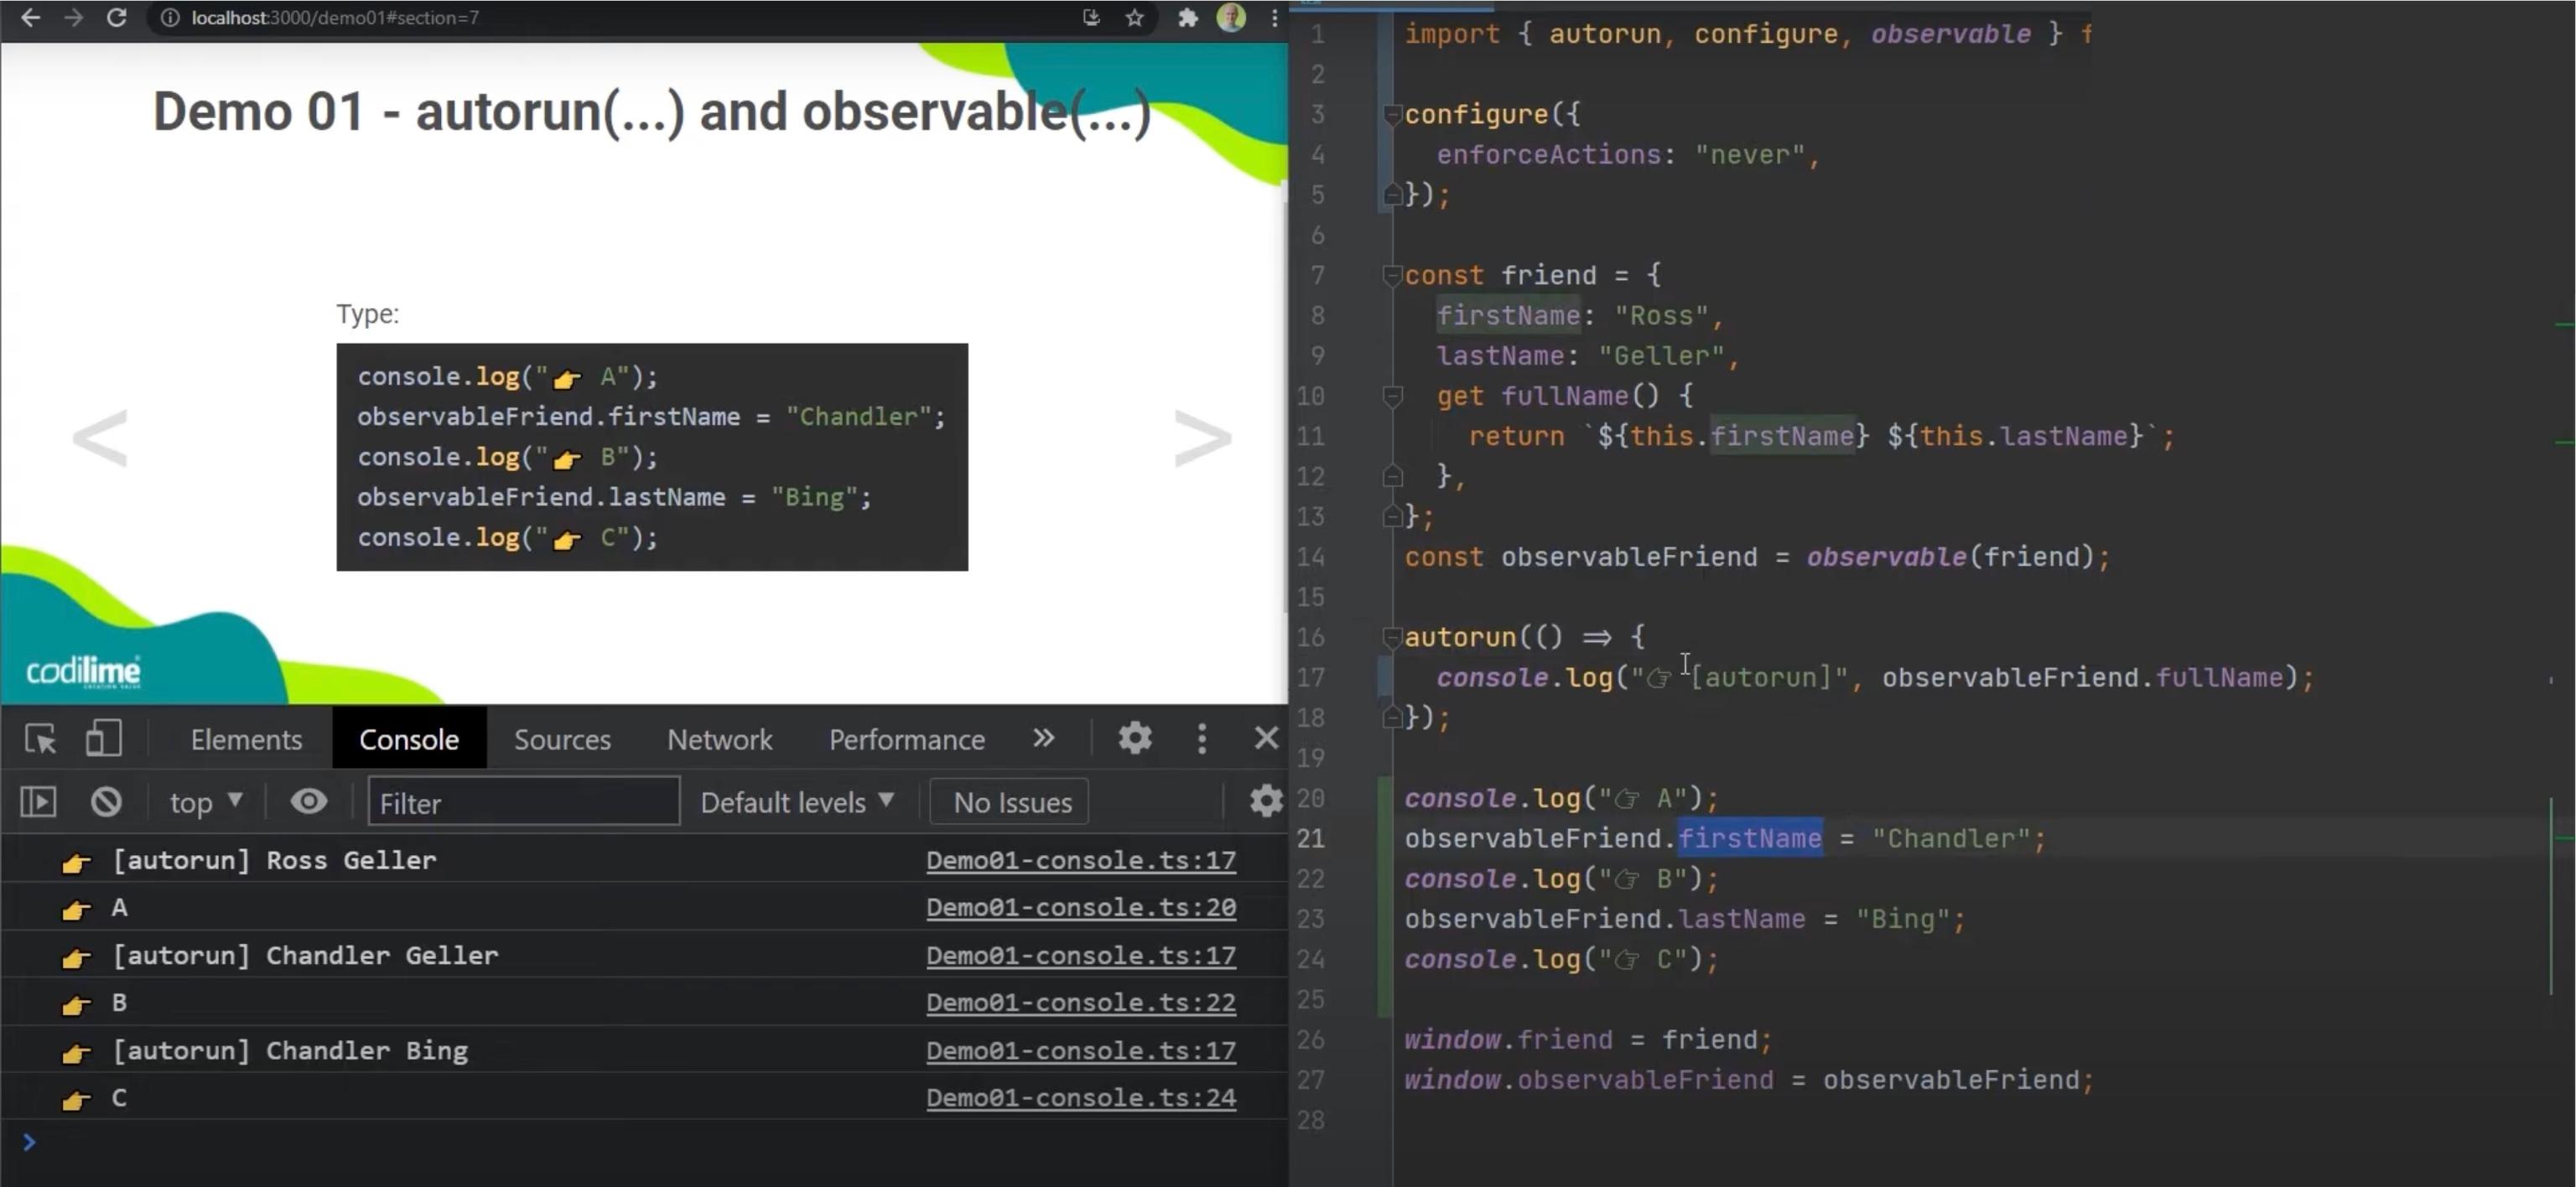 localhost:3000/demo01#section=7
Demo 01 - autorun(...) and observable(...)
Type:
console.log("👉 A");
observableFriend.firstName = "Chandler";
console.log("👉 B");
observableFriend.lastName = "Bing";
console.log("👉 C");
<
>
codilime
Elements Console Sources Network Performance »
top ▼ Filter Default levels ▼ No Issues
👉 [autorun] Ross Geller Demo01-console.ts:17
👉 A Demo01-console.ts:20
👉 [autorun] Chandler Geller Demo01-console.ts:17
👉 B Demo01-console.ts:22
👉 [autorun] Chandler Bing Demo01-console.ts:17
👉 C Demo01-console.ts:24
>
1 import { autorun, configure, observable } f
2
3 configure({
4   enforceActions: "never",
5 });
6
7 const friend = {
8   firstName: "Ross",
9   lastName: "Geller",
10   get fullName() {
11     return `${this.firstName} ${this.lastName}`;
12   },
13 };
14 const observableFriend = observable(friend);
15
16 autorun(() ⇒ {
17   console.log("👉 [autorun]", observableFriend.fullName);
18 });
19
20 console.log("👉 A");
21 observableFriend.firstName = "Chandler";
22 console.log("👉 B");
23 observableFriend.lastName = "Bing";
24 console.log("👉 C");
25
26 window.friend = friend;
27 window.observableFriend = observableFriend;
28